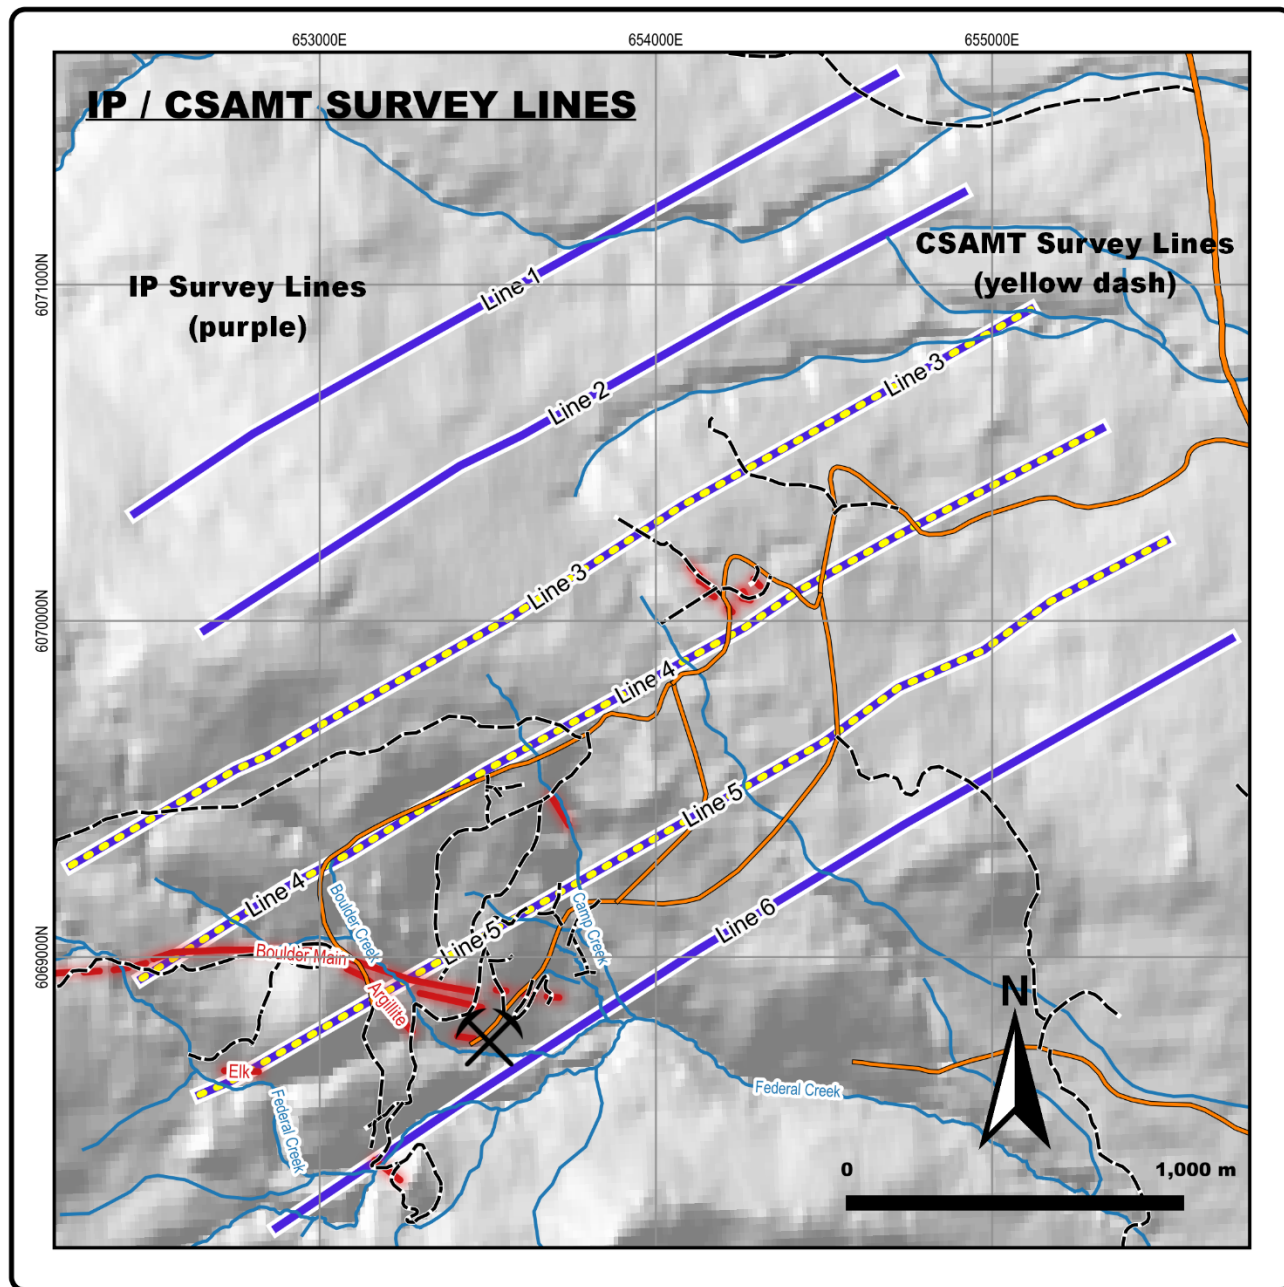 653000E
654000E
655000E
IP / CSAMT SURVEY LINES
CSAMT Survey Lines
(yellow dash)
6071000N
IP Survey Lines
(purple)
Line 1
Line 2
Line 3
Line 3
6070000N
Line 4
Line 5
Line 4
Boulder Creek
Camp Creek
Line 6
Line 5
6069000N
Boulder Main
Argillite
N
Elk
Federal Creek
Federal Creek
0
1,000 m